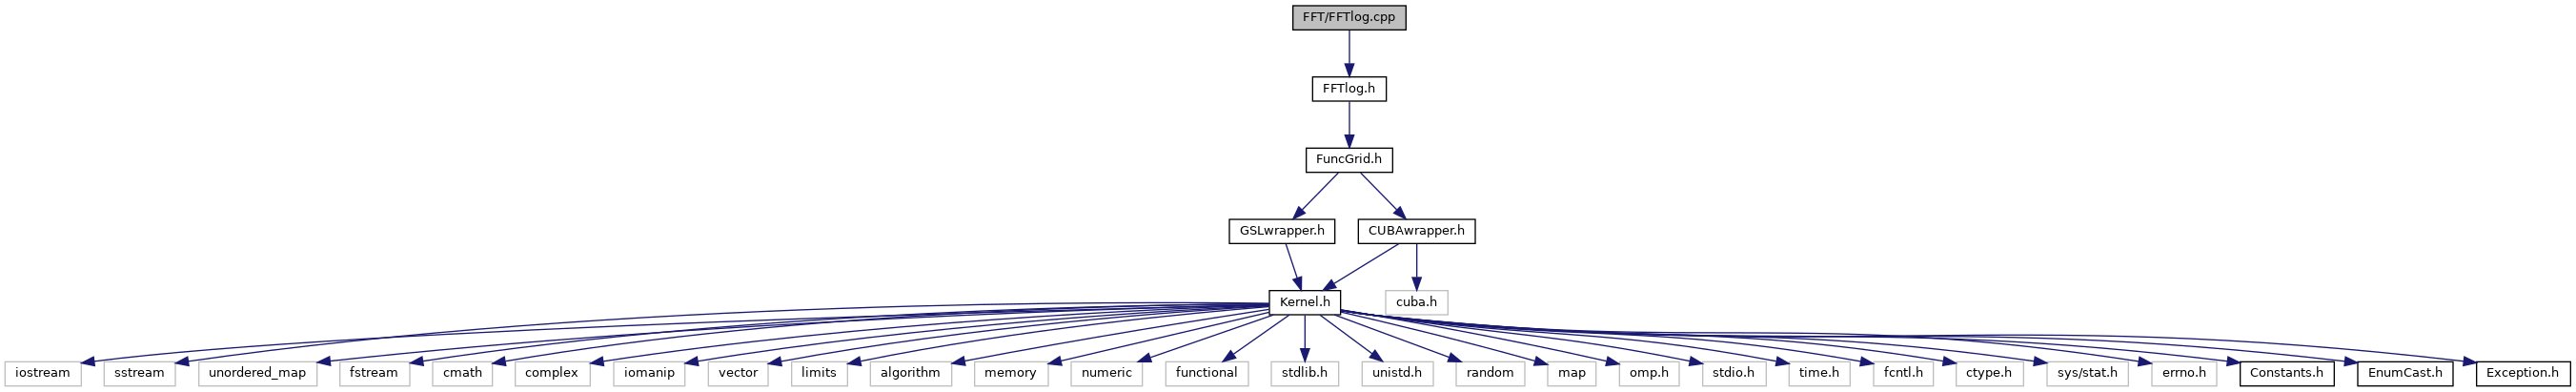 FFT/FFTlog.cpp
FFTlog.h
FuncGrid.h
GSLwrapper.h
CUBAwrapper.h
Kernel.h
cuba.h
iostream
sstream
unordered_map
fstream
cmath
complex
iomanip
vector
limits
algorithm
memory
numeric
functional
stdlib.h
unistd.h
random
map
omp.h
stdio.h
time.h
fcntl.h
ctype.h
sys/stat.h
errno.h
Constants.h
EnumCast.h
Exception.h